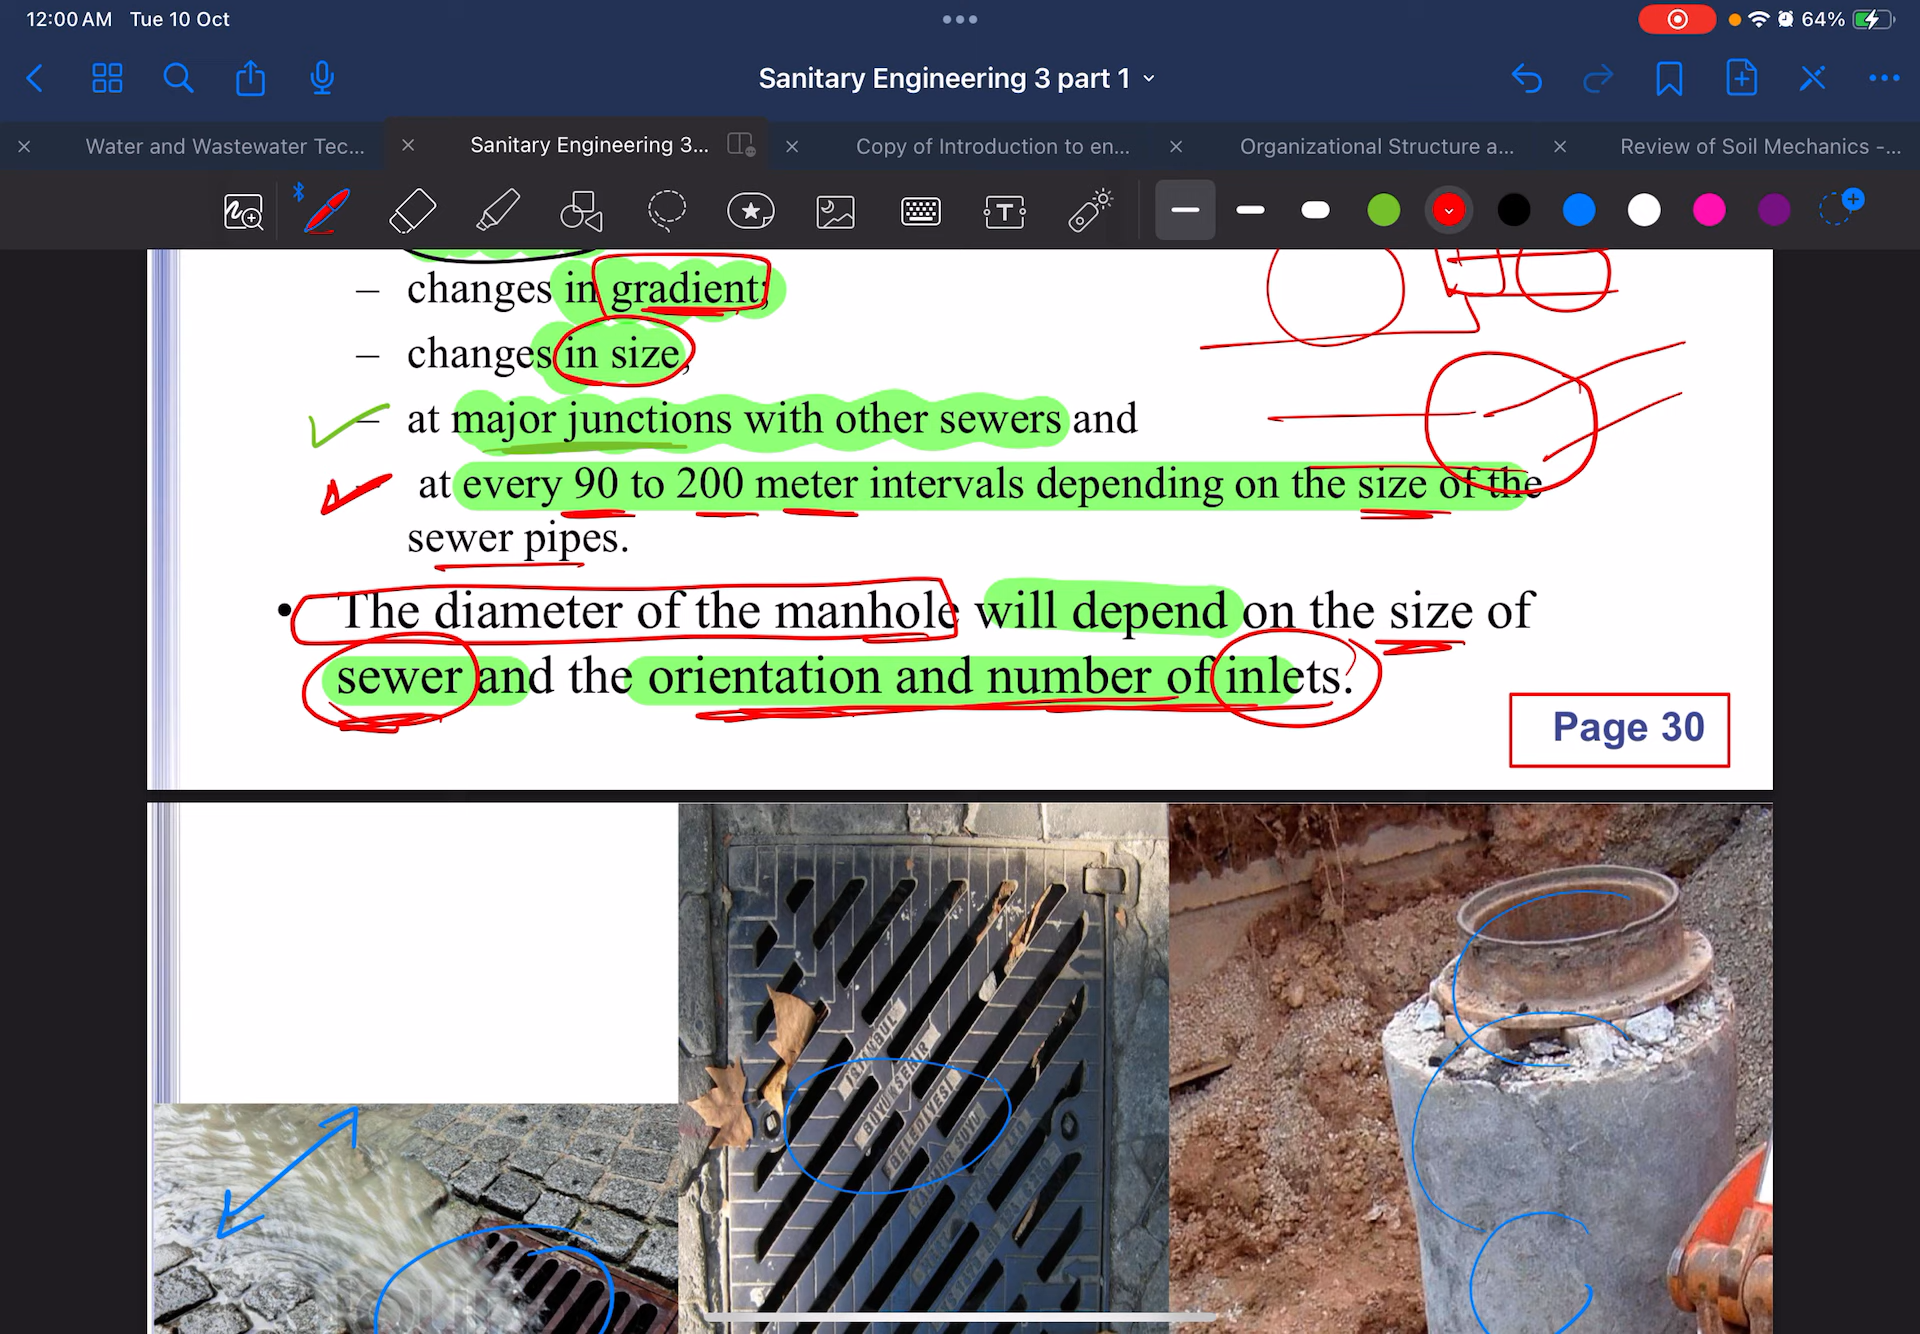 12:00 AM Tue 10 Oct
64%
Sanitary Engineering 3 part 1
Water and Wastewater Tec...
Sanitary Engineering 3...
Copy of Introduction to en...
Organizational Structure a...
Review of Soil Mechanics -...
– changes in gradient;
– changes in size,
– at major junctions with other sewers and
– at every 90 to 200 meter intervals depending on the size of the
sewer pipes.
• The diameter of the manhole will depend on the size of
sewer and the orientation and number of inlets.
Page 30
ISTANBUL
BÜYÜKSEHIR
BELEDIYESI